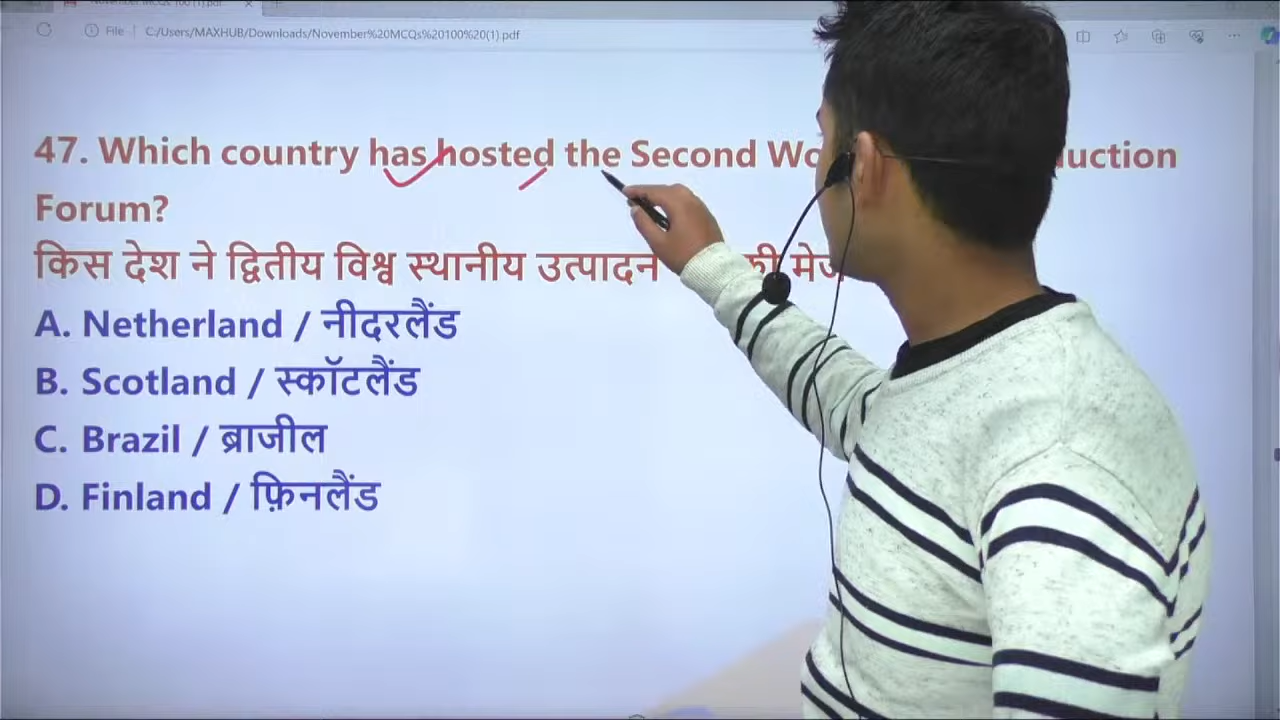 File C:/Users/MAXHUB/Downloads/November%20MCQs%20100%20(1).pdf
47. Which country has hosted the Second
Forum?
किस देश ने द्वितीय विश्व स्थानीय उत्पादन
A. Netherland / नीदरलैंड
B. Scotland / स्कॉटलैंड
C. Brazil / ब्राजील
D. Finland / फ़िनलैंड